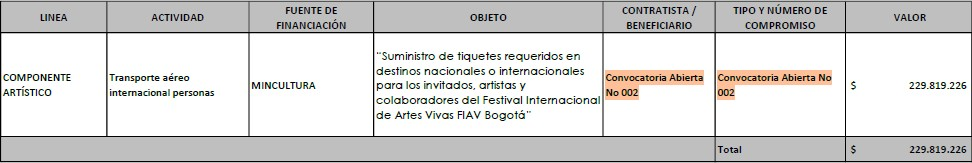 LINEA
ACTIVIDAD
FUENTE DE
FINANCIACIÓN
OBJETO
CONTRATISTA /
BENEFICIARIO
TIPO Y NÚMERO DE
COMPROMISO
VALOR
COMPONENTE
ARTÍSTICO
Transporte aéreo
internacional personas
MINCULTURA
"Suministro de tiquetes requeridos en
destinos nacionales o internacionales
para los invitados, artistas y
colaboradores del Festival Internacional
de Artes Vivas FIAV Bogotá"
Convocatoria Abierta
No 002
Convocatoria Abierta No
002
$ 229.819.226
Total $ 229.819.226